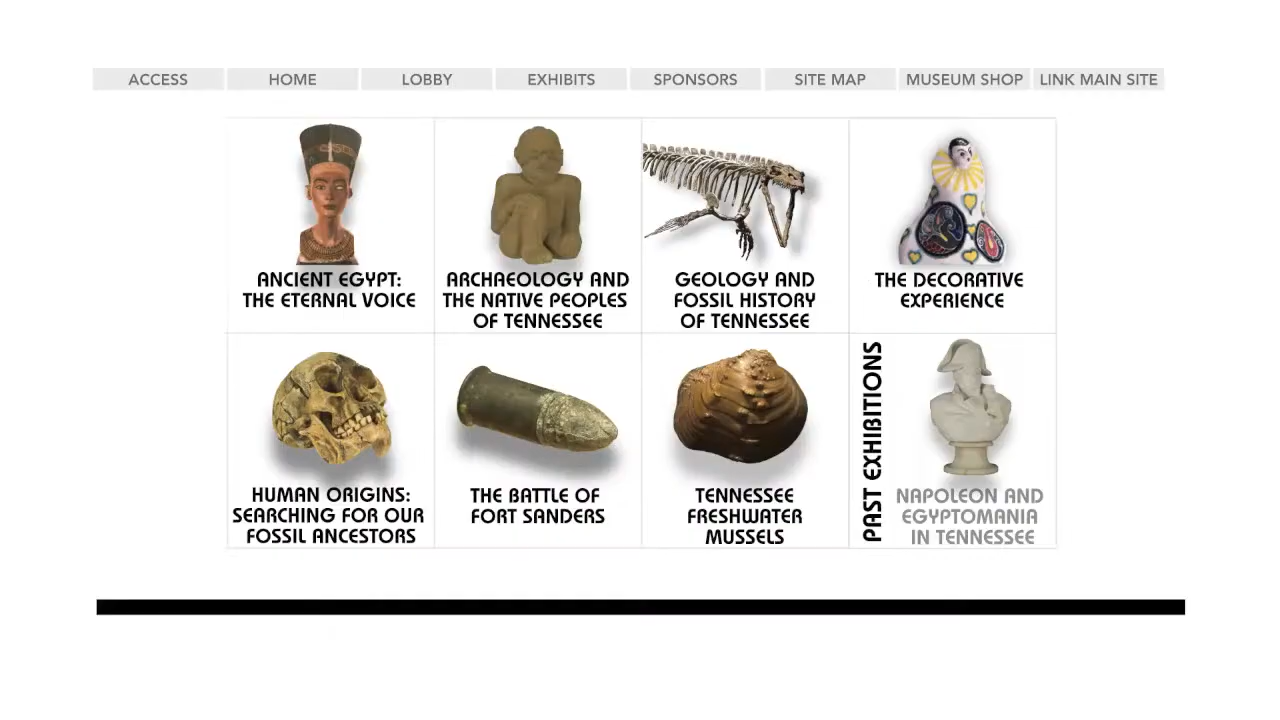 ACCESS
HOME
LOBBY
EXHIBITS
SPONSORS
SITE MAP
MUSEUM SHOP
LINK MAIN SITE
ANCIENT EGYPT:
THE ETERNAL VOICE
ARCHAEOLOGY AND
THE NATIVE PEOPLES
OF TENNESSEE
GEOLOGY AND
FOSSIL HISTORY
OF TENNESSEE
THE DECORATIVE
EXPERIENCE
HUMAN ORIGINS:
SEARCHING FOR OUR
FOSSIL ANCESTORS
THE BATTLE OF
FORT SANDERS
TENNESSEE
FRESHWATER
MUSSELS
PAST EXHIBITIONS
NAPOLEON AND
EGYPTOMANIA
IN TENNESSEE